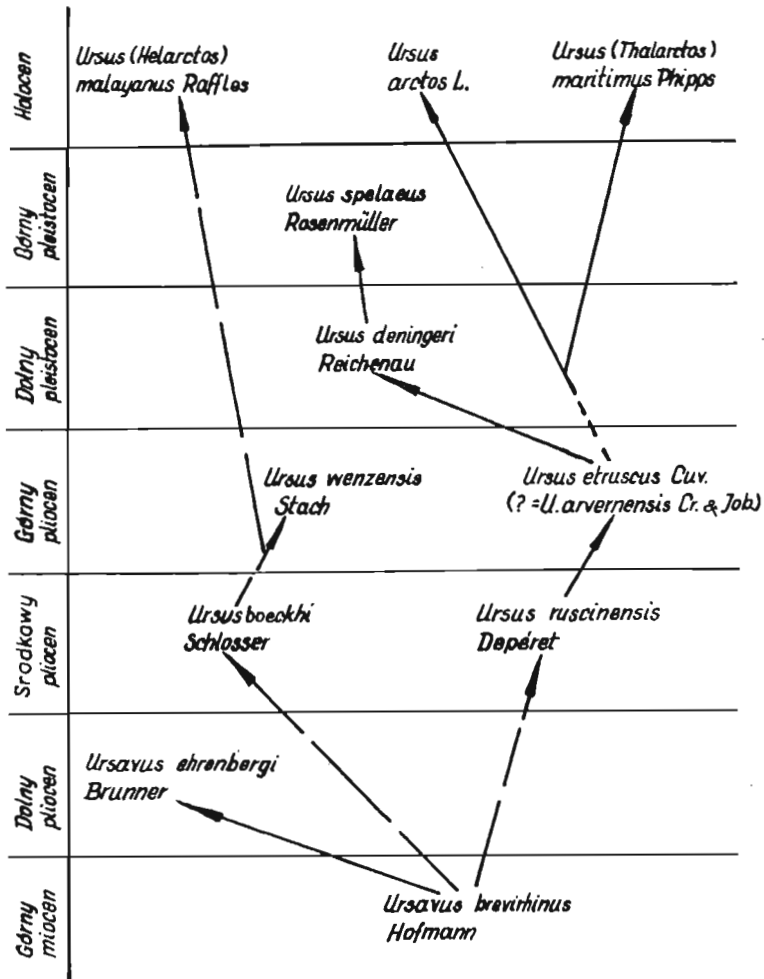 Halocen
Ursus (Helarctos)
malayanus Raffles
Ursus
arctos L.
Ursus (Thalarctos)
maritimus Phipps
Górny
pleistocen
Ursus spelaeus
Rosenmüller
Dolny
pleistocen
Ursus deningeri
Reichenau
Górny
pliocen
Ursus wenzensis
Stach
Ursus etruscus Cuv.
(? =U. arvernensis Cr. & Job.)
Srodkowy
pliocen
Ursus boeckhi
Schlosser
Ursus ruscinensis
Depéret
Dolny
pliocen
Ursavus ehrenbergi
Brunner
Górny
miocen
Ursavus brevirhinus
Hofmann